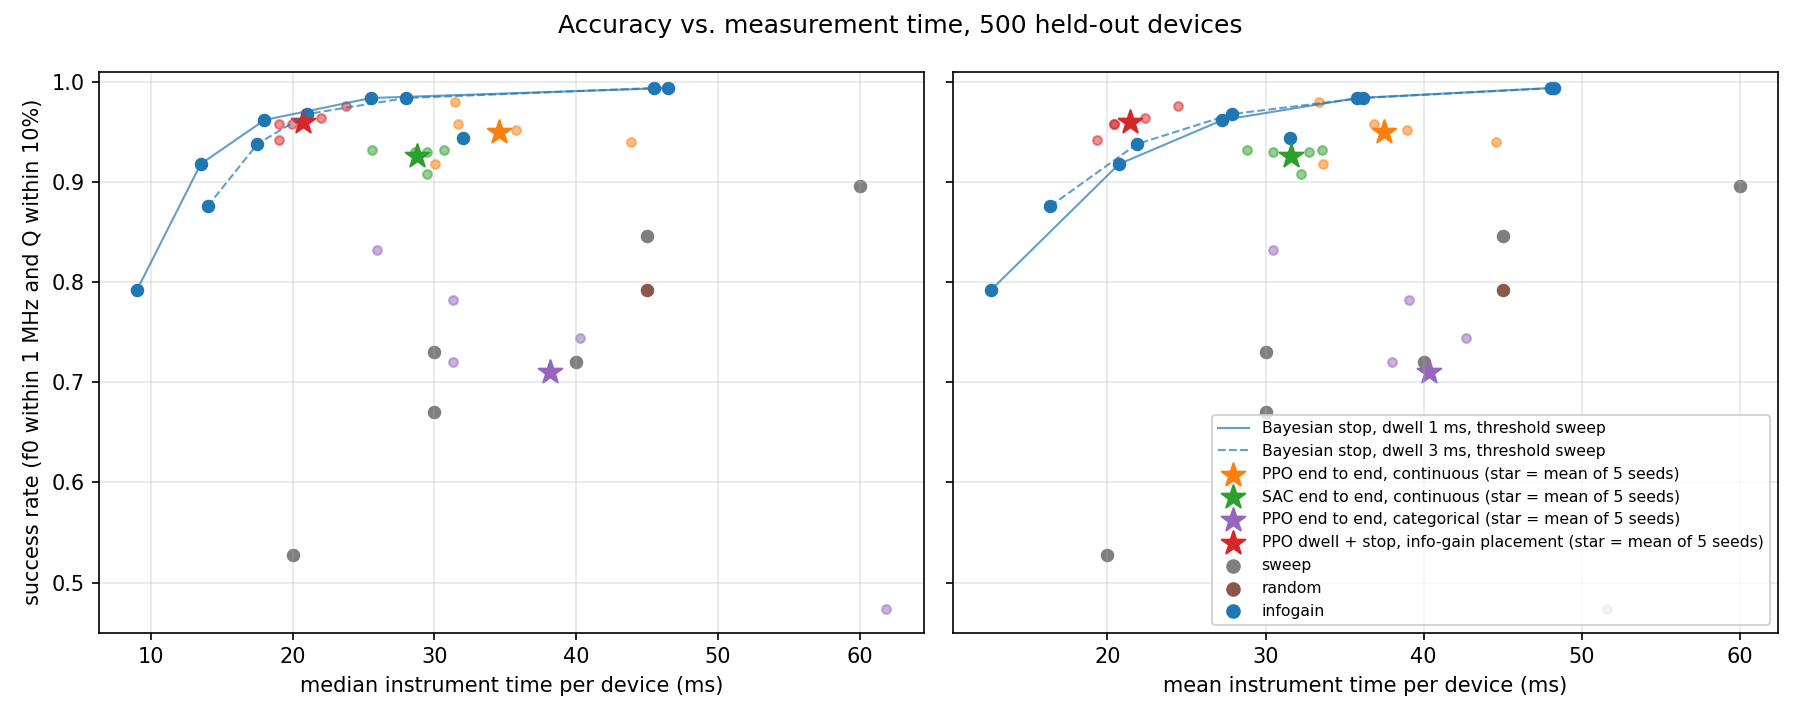 Accuracy vs. measurement time, 500 held-out devices
success rate (f0 within 1 MHz and Q within 10%)
1.0
0.9
0.8
0.7
0.6
0.5
10
20
30
40
50
60
median instrument time per device (ms)
Bayesian stop, dwell 1 ms, threshold sweep
Bayesian stop, dwell 3 ms, threshold sweep
PPO end to end, continuous (star = mean of 5 seeds)
SAC end to end, continuous (star = mean of 5 seeds)
PPO end to end, categorical (star = mean of 5 seeds)
PPO dwell + stop, info-gain placement (star = mean of 5 seeds)
sweep
random
infogain
20
30
40
50
60
mean instrument time per device (ms)